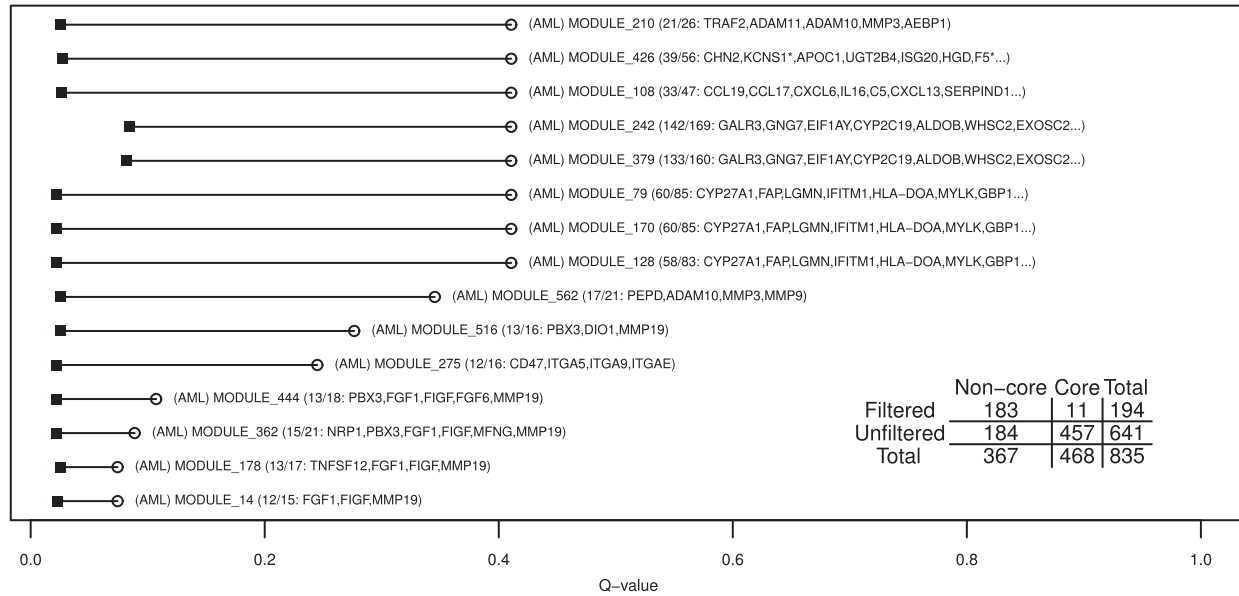 (AML) MODULE_210 (21/26: TRAF2,ADAM11,ADAM10,MMP3,AEBP1)
(AML) MODULE_426 (39/56: CHN2,KCNS1*,APOC1,UGT2B4,ISG20,HGD,F5*...)
(AML) MODULE_108 (33/47: CCL19,CCL17,CXCL6,IL16,C5,CXCL13,SERPIND1...)
(AML) MODULE_242 (142/169: GALR3,GNG7,EIF1AY,CYP2C19,ALDOB,WHSC2,EXOSC2...)
(AML) MODULE_379 (133/160: GALR3,GNG7,EIF1AY,CYP2C19,ALDOB,WHSC2,EXOSC2...)
(AML) MODULE_79 (60/85: CYP27A1,FAP,LGMN,IFITM1,HLA−DOA,MYLK,GBP1...)
(AML) MODULE_170 (60/85: CYP27A1,FAP,LGMN,IFITM1,HLA−DOA,MYLK,GBP1...)
(AML) MODULE_128 (58/83: CYP27A1,FAP,LGMN,IFITM1,HLA−DOA,MYLK,GBP1...)
(AML) MODULE_562 (17/21: PEPD,ADAM10,MMP3,MMP9)
(AML) MODULE_516 (13/16: PBX3,DIO1,MMP19)
(AML) MODULE_275 (12/16: CD47,ITGA5,ITGA9,ITGAE)
(AML) MODULE_444 (13/18: PBX3,FGF1,FIGF,FGF6,MMP19)
(AML) MODULE_362 (15/21: NRP1,PBX3,FGF1,FIGF,MFNG,MMP19)
(AML) MODULE_178 (13/17: TNFSF12,FGF1,FIGF,MMP19)
(AML) MODULE_14 (12/15: FGF1,FIGF,MMP19)
Non-core Core Total
Filtered 183 11 194
Unfiltered 184 457 641
Total 367 468 835
0.0 0.2 0.4 0.6 0.8 1.0
Q−value